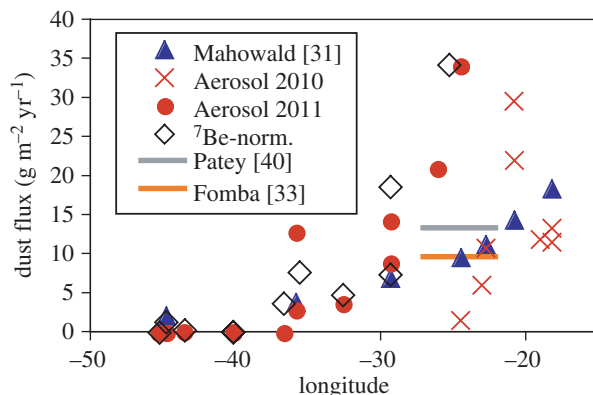 40
35
30
25
20
15
10
5
0
dust flux (g m⁻² yr⁻¹)
Mahowald [31]
Aerosol 2010
Aerosol 2011
⁷Be-norm.
Patey [40]
Fomba [33]
–50 –40 –30 –20
longitude